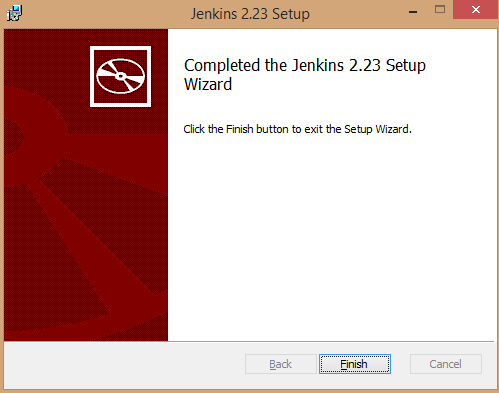 Jenkins 2.23 Setup
Completed the Jenkins 2.23 Setup
Wizard
Click the Finish button to exit the Setup Wizard.
Back Finish Cancel